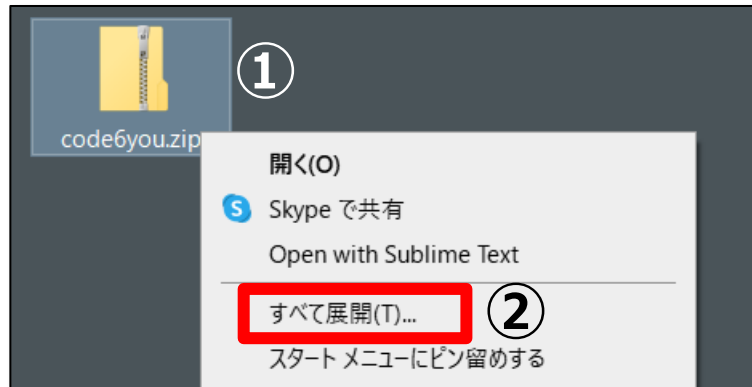 ①
code6you.zip
開く(O)
S
Skype で共有
Open with Sublime Text
すべて展開(T)...
②
スタート メニューにピン留めする